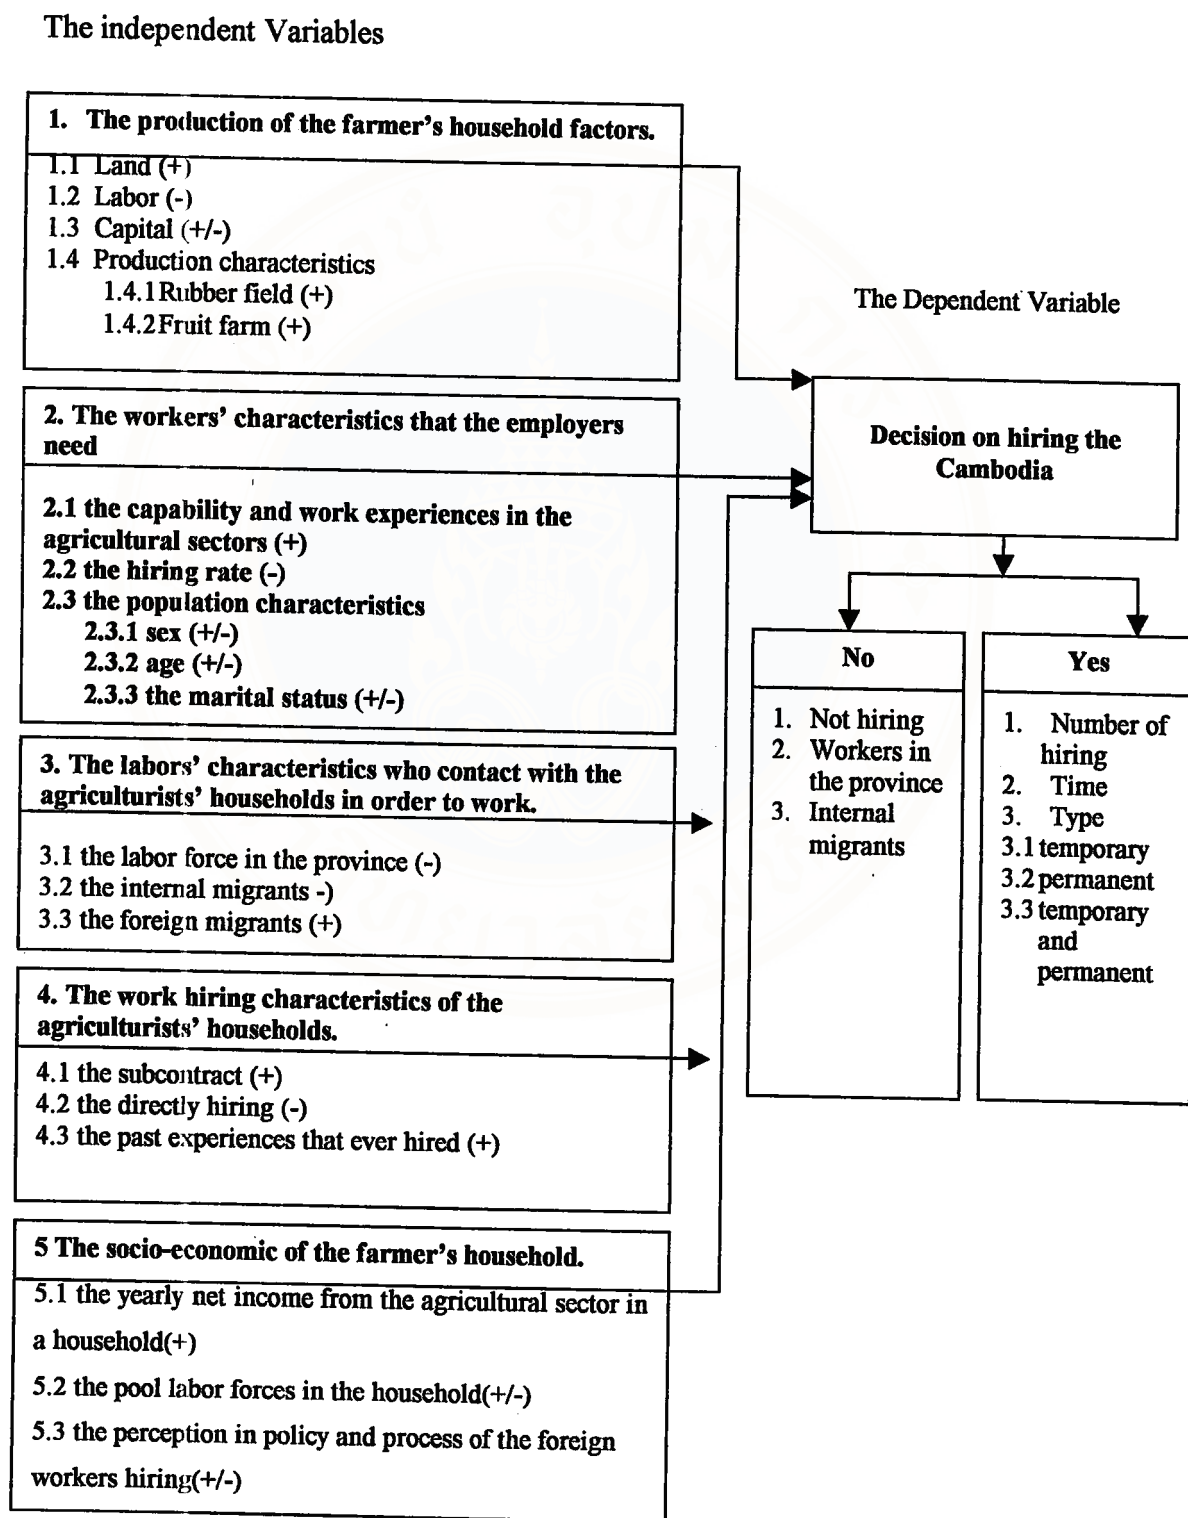 The independent Variables
1. The production of the farmer's household factors.
1.1 Land (+)
1.2 Labor (-)
1.3 Capital (+/-)
1.4 Production characteristics
1.4.1 Rubber field (+)
1.4.2 Fruit farm (+)
2. The workers' characteristics that the employers
need
2.1 the capability and work experiences in the
agricultural sectors (+)
2.2 the hiring rate (-)
2.3 the population characteristics
2.3.1 sex (+/-)
2.3.2 age (+/-)
2.3.3 the marital status (+/-)
3. The labors' characteristics who contact with the
agriculturists' households in order to work.
3.1 the labor force in the province (-)
3.2 the internal migrants -)
3.3 the foreign migrants (+)
4. The work hiring characteristics of the
agriculturists' households.
4.1 the subcontract (+)
4.2 the directly hiring (-)
4.3 the past experiences that ever hired (+)
5 The socio-economic of the farmer's household.
5.1 the yearly net income from the agricultural sector in
a household(+)
5.2 the pool labor forces in the household(+/-)
5.3 the perception in policy and process of the foreign
workers hiring(+/-)
The Dependent Variable
Decision on hiring the
Cambodia
No
1. Not hiring
2. Workers in
the province
3. Internal
migrants
Yes
1. Number of
hiring
2. Time
3. Type
3.1 temporary
3.2 permanent
3.3 temporary
and
permanent